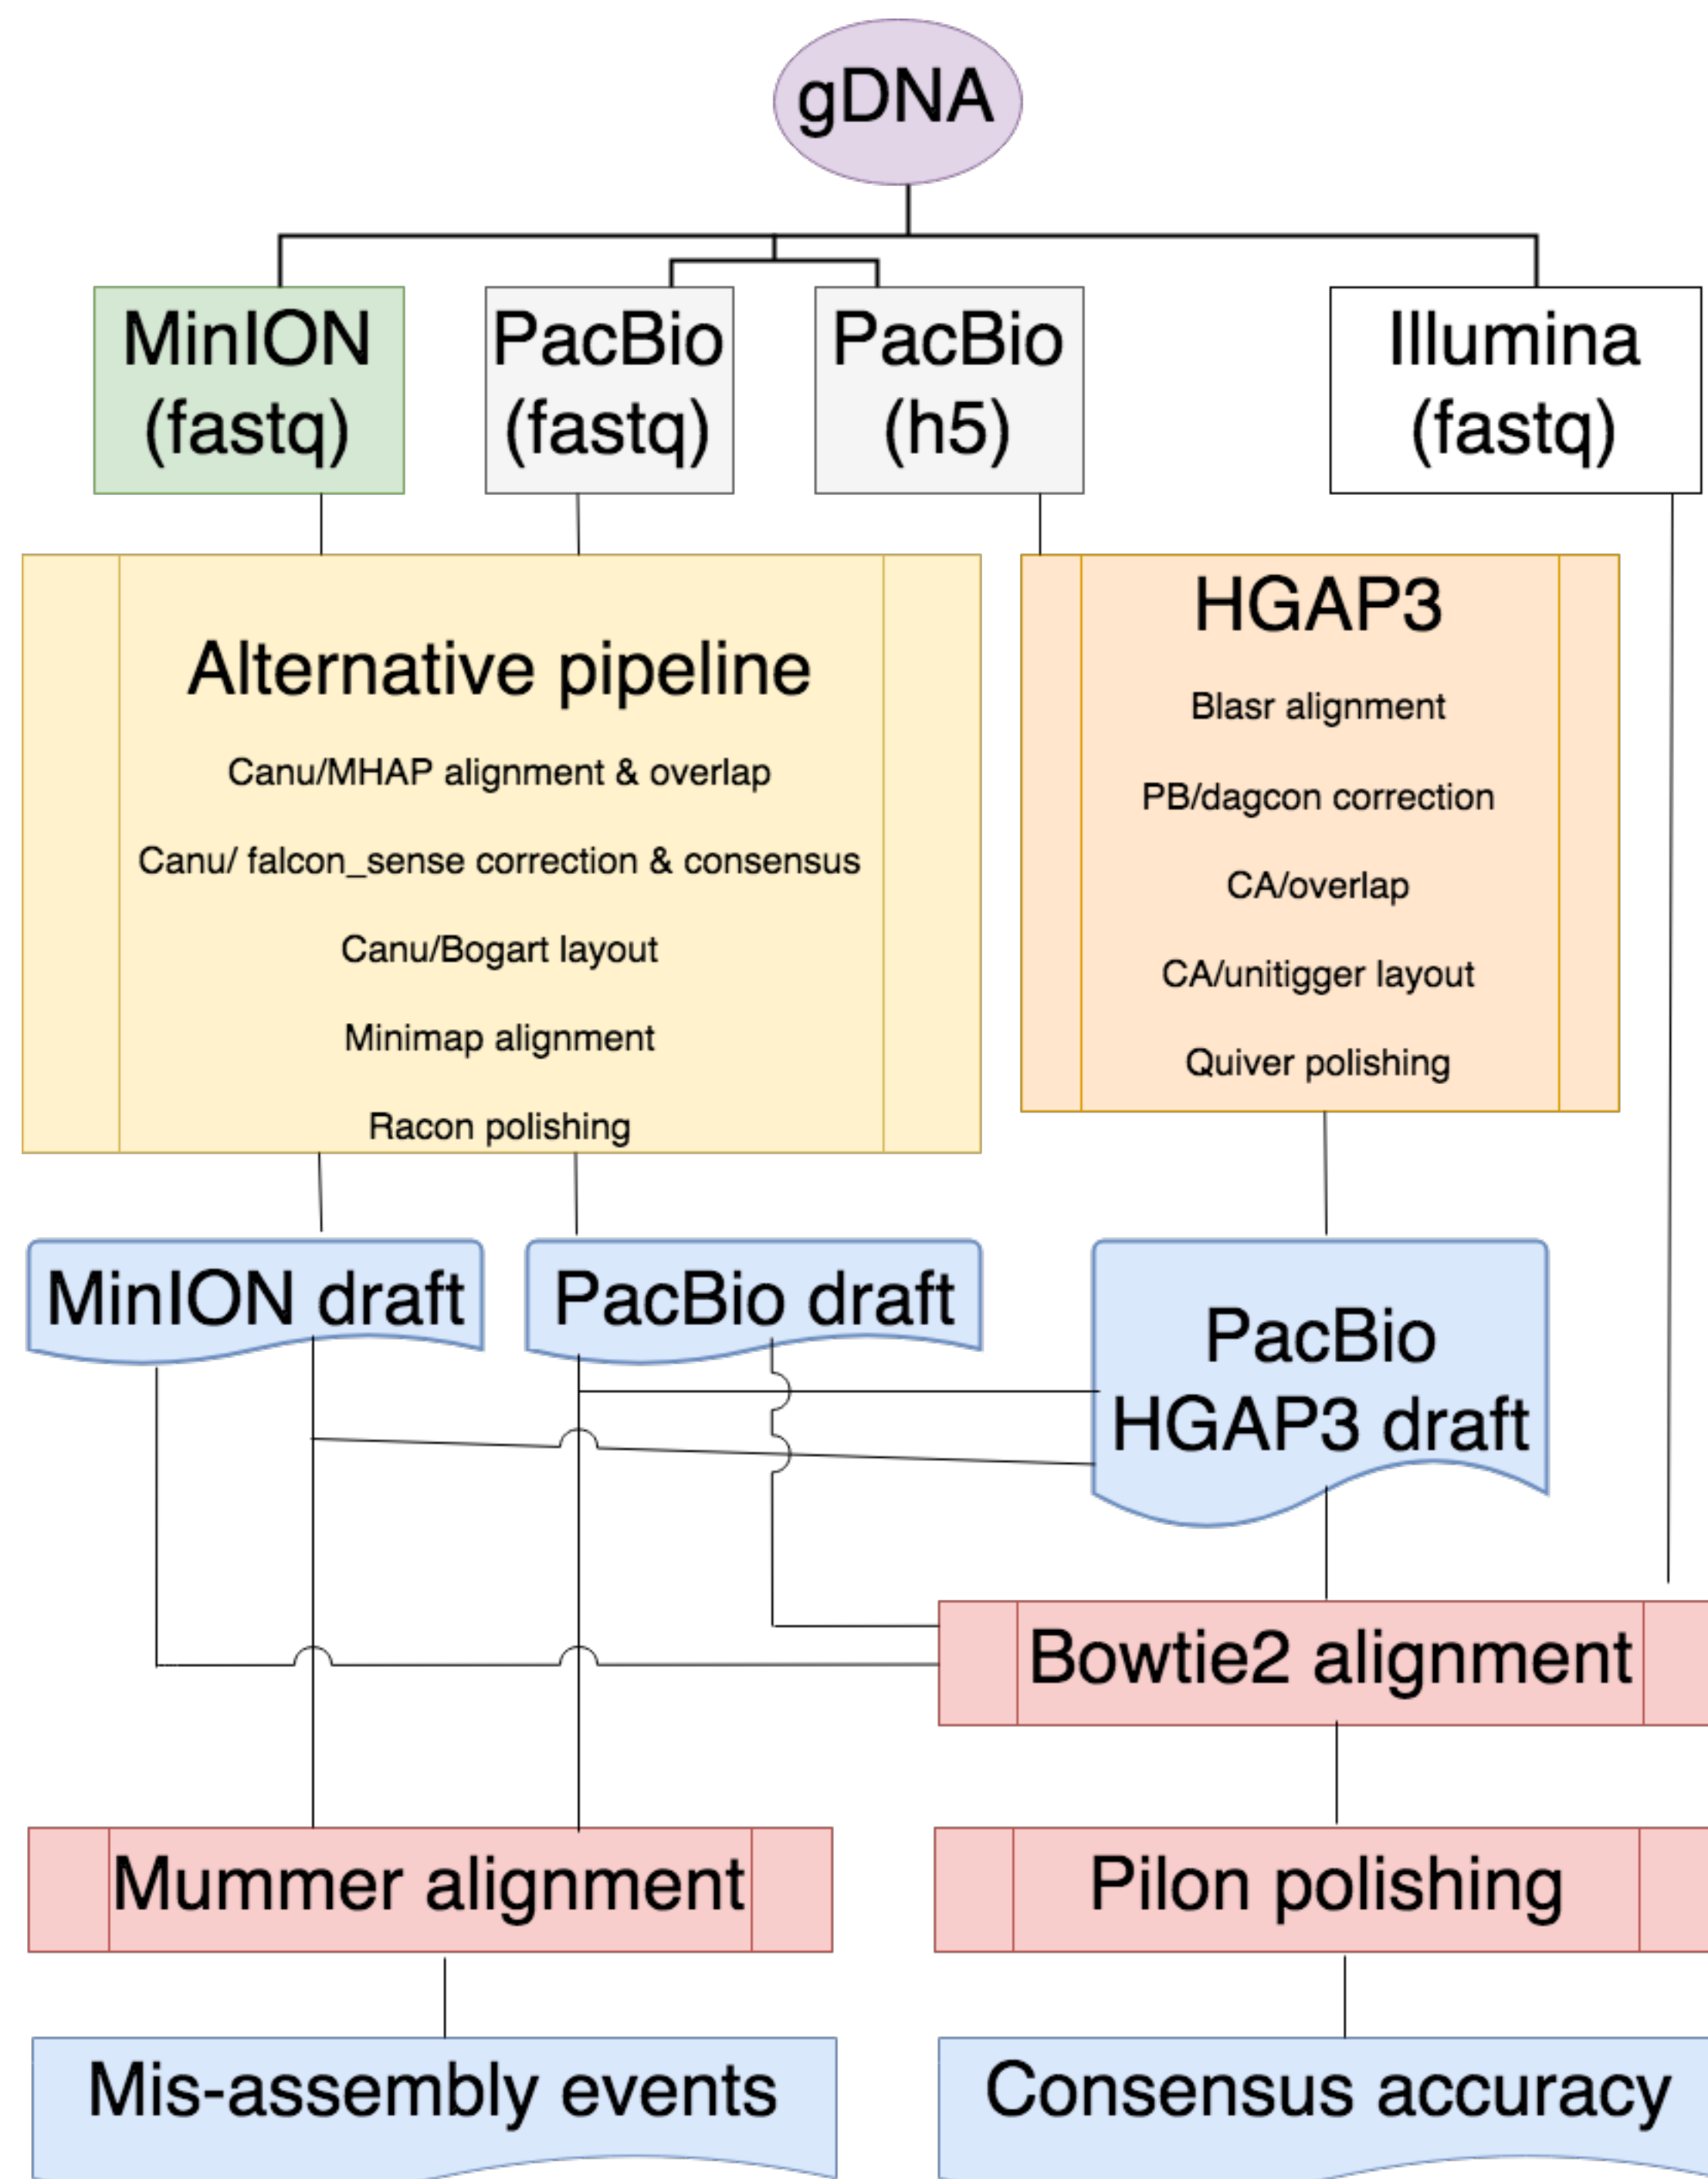 gDNA
MinION
(fastq)
PacBio
(fastq)
PacBio
(h5)
Illumina
(fastq)
Alternative pipeline
Canu/MHAP alignment & overlap
Canu/ falcon_sense correction & consensus
Canu/Bogart layout
Minimap alignment
Racon polishing
HGAP3
Blasr alignment
PB/dagcon correction
CA/overlap
CA/unitigger layout
Quiver polishing
MinION draft
PacBio draft
PacBio
HGAP3 draft
Bowtie2 alignment
Mummer alignment
Pilon polishing
Mis-assembly events
Consensus accuracy